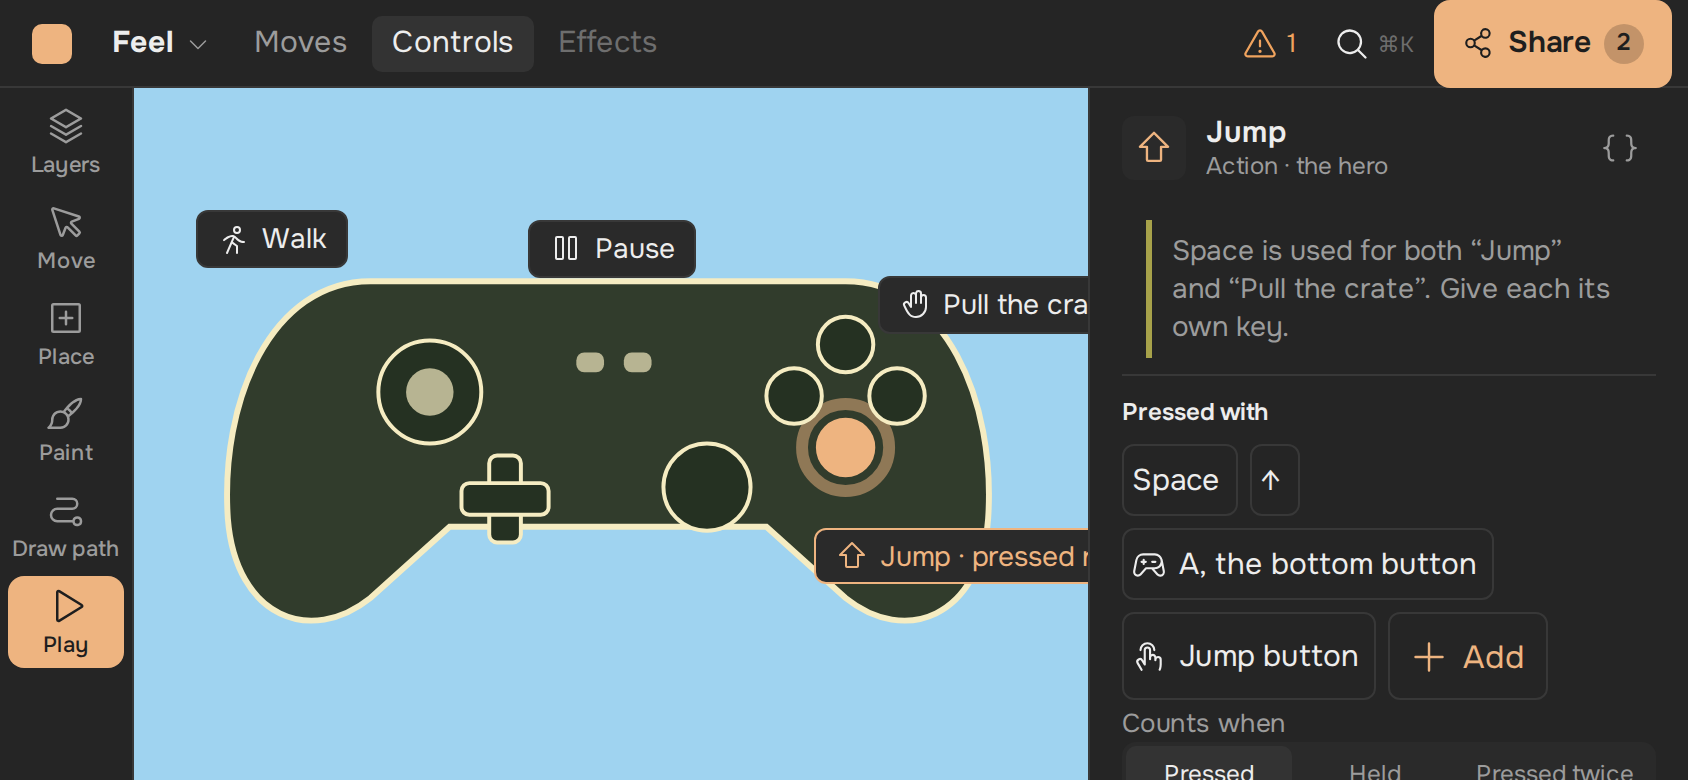 Feel
Moves
Controls
Effects
1
⌘K
Share 2
Layers
Move
Place
Paint
Draw path
Play
Walk
Pause
Pull the cra
Jump · pressed
Jump
Action · the hero
Space is used for both “Jump”
and “Pull the crate”. Give each its
own key.
Pressed with
Space
↑
A, the bottom button
Jump button
Add
Counts when
Pressed
Held
Pressed twice